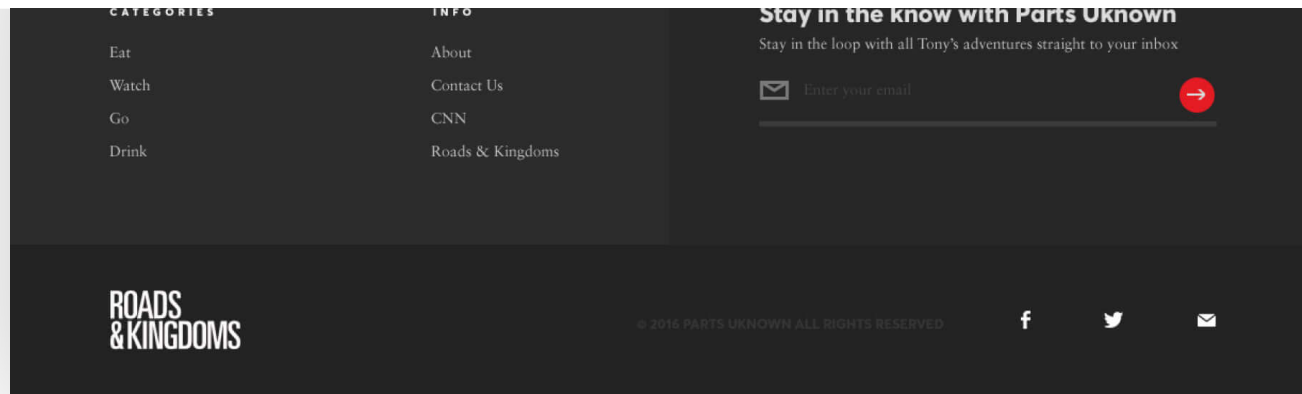 CATEGORIES
Eat
Watch
Go
Drink
INFO
About
Contact Us
CNN
Roads & Kingdoms
Stay in the know with Parts Uknown
Stay in the loop with all Tony's adventures straight to your inbox
Enter your email
ROADS
& KINGDOMS
© 2016 PARTS UKNOWN ALL RIGHTS RESERVED